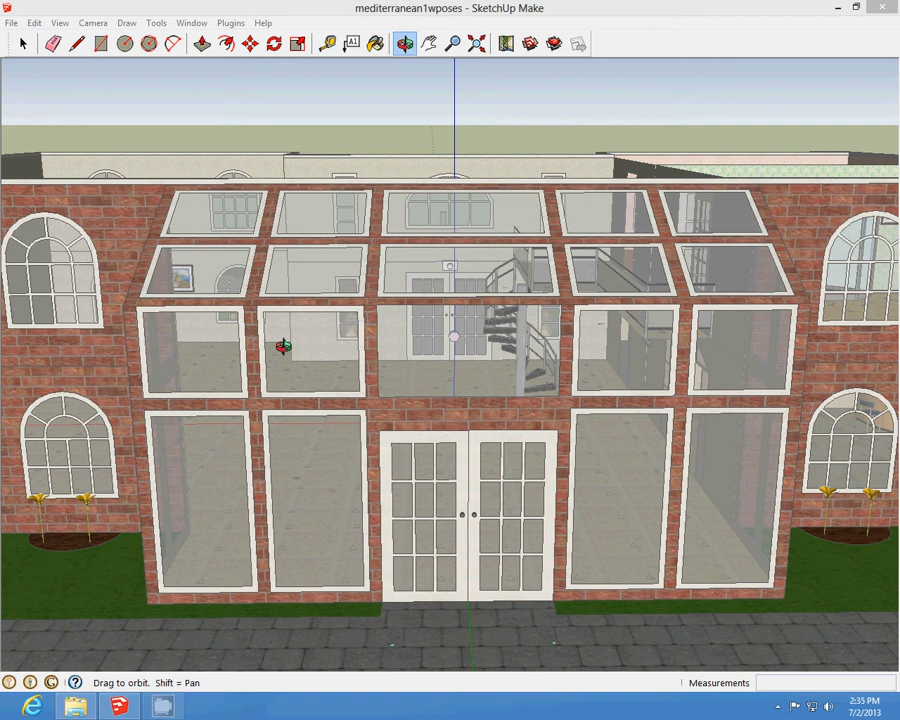 mediterranean1wposes - SketchUp Make
File Edit View Camera Draw Tools Window Plugins Help
A1
Drag to orbit. Shift = Pan
Measurements
2:35 PM
7/2/2013